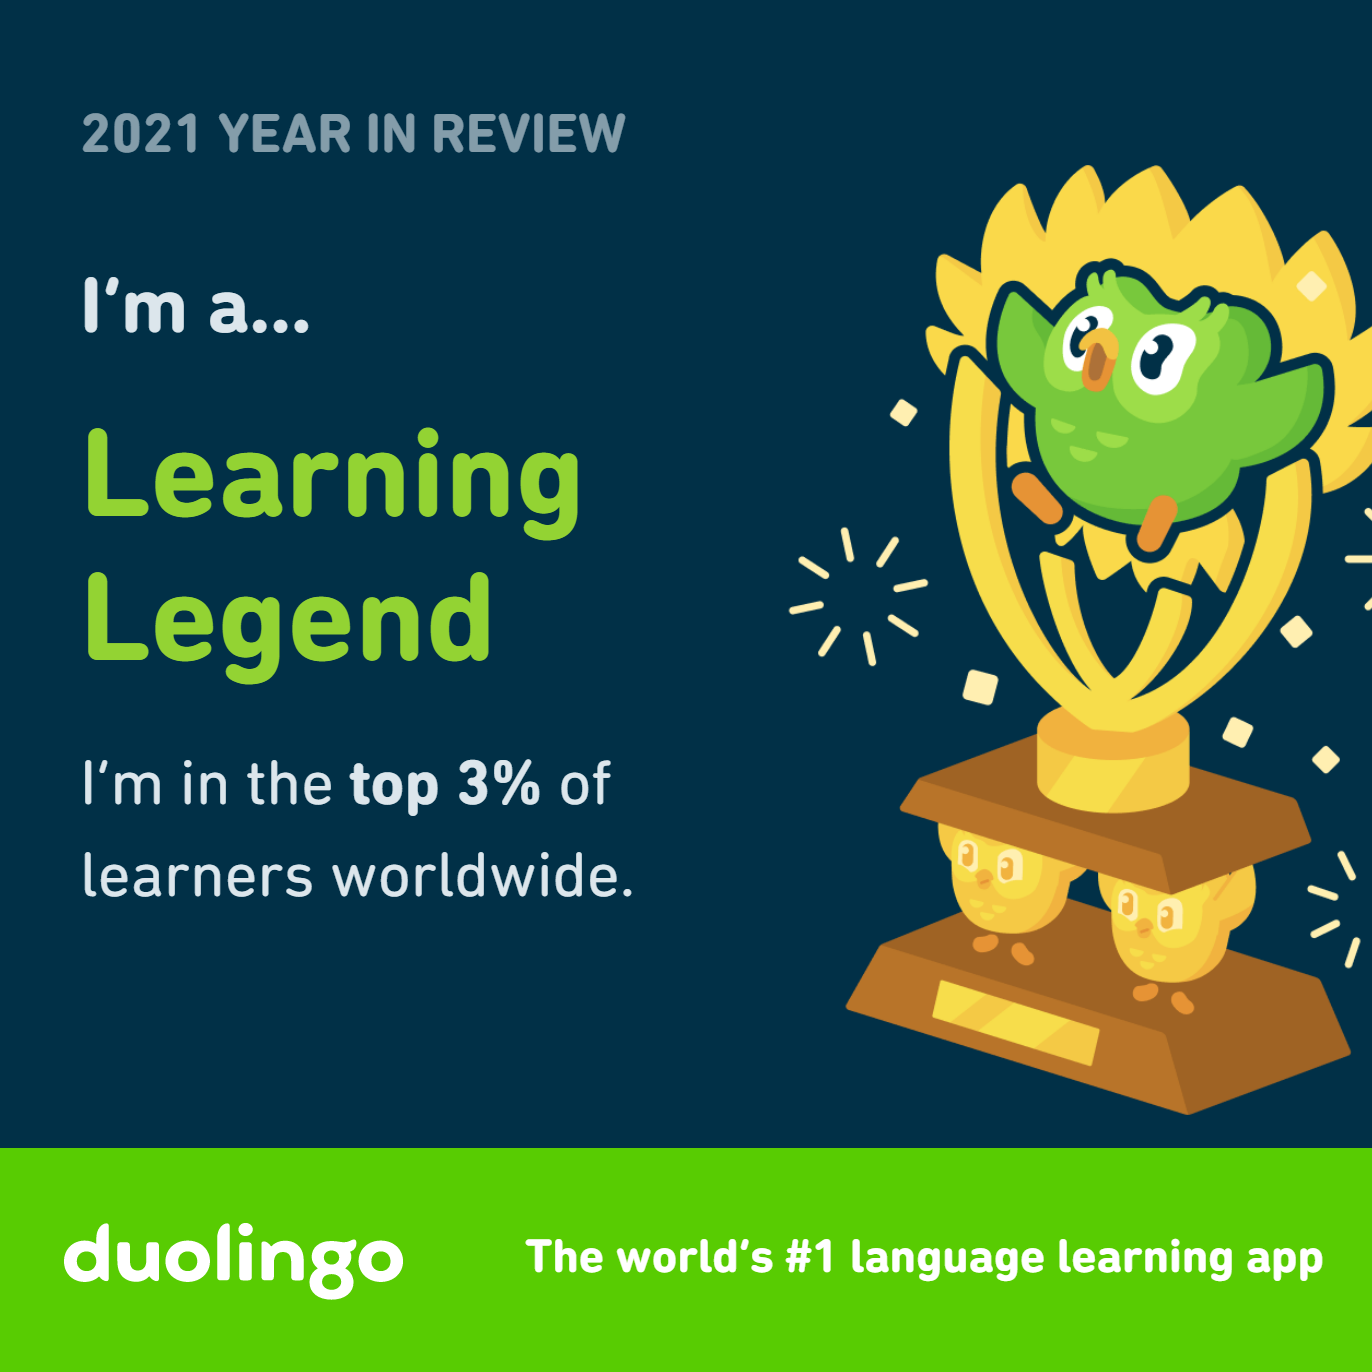 2021 YEAR IN REVIEW
I'm a...
Learning
Legend
I'm in the top 3% of
learners worldwide.
duolingo
The world's #1 language learning app